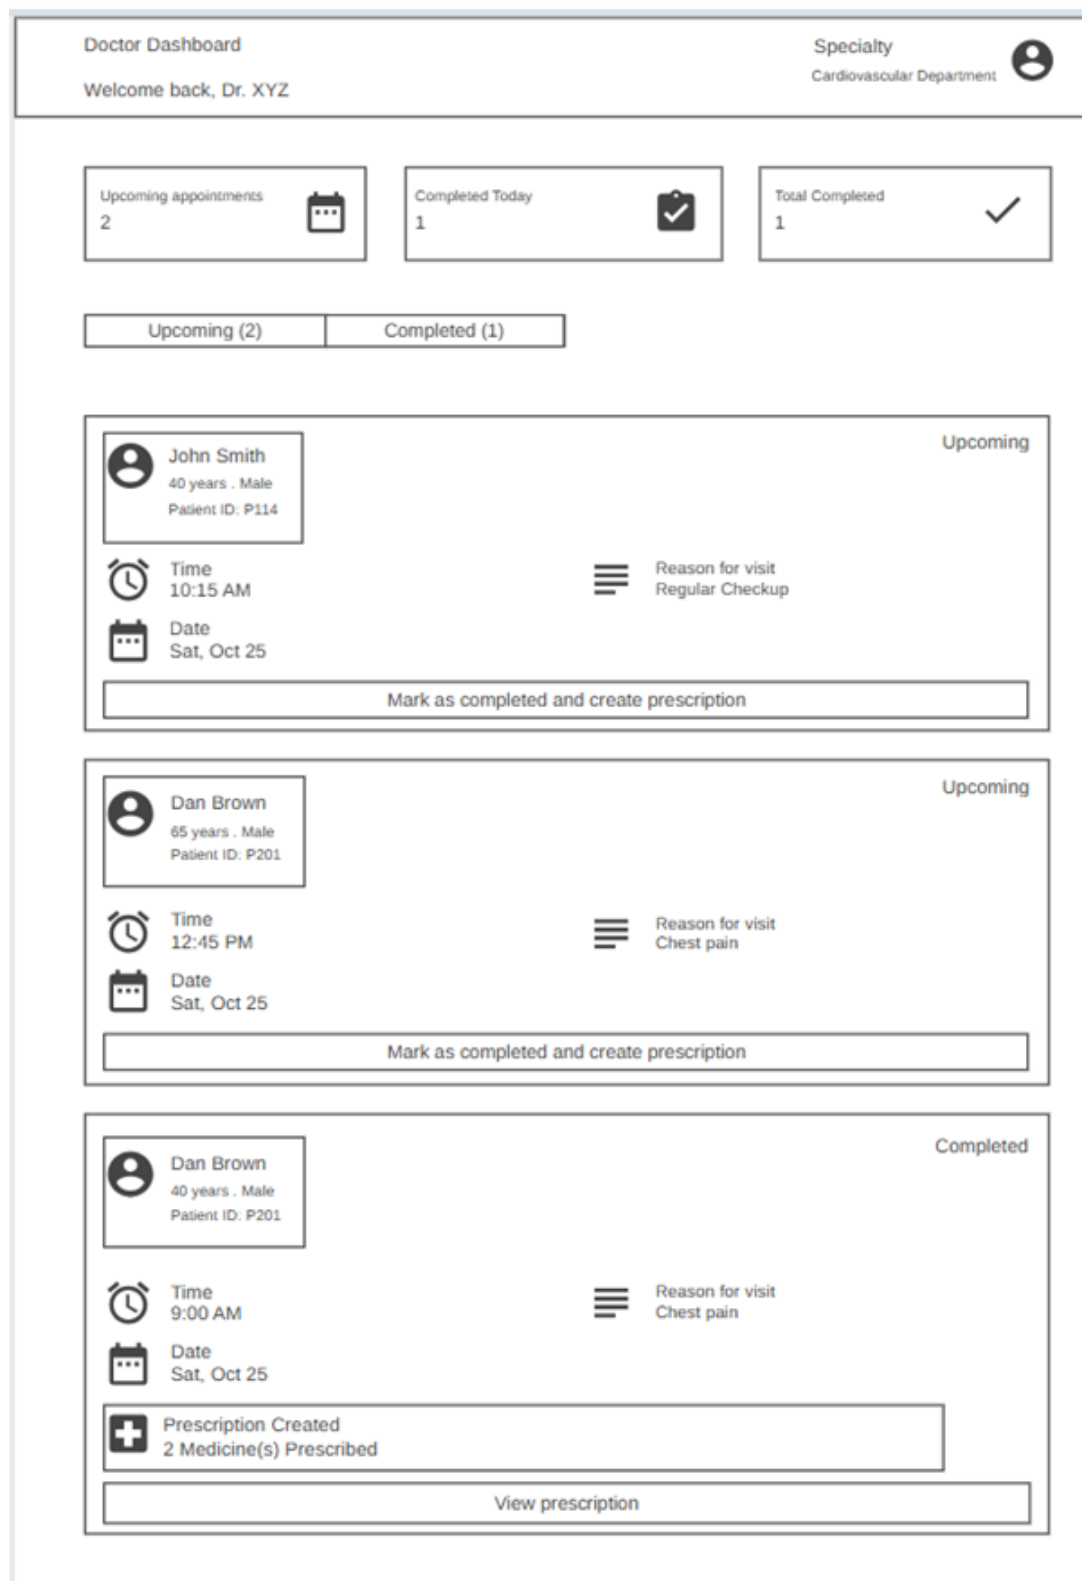 Doctor Dashboard
Welcome back, Dr. XYZ
Specialty
Cardiovascular Department
Upcoming appointments
2
Completed Today
1
Total Completed
1
Upcoming (2)
Completed (1)
John Smith
40 years . Male
Patient ID: P114
Upcoming
Time
10:15 AM
Reason for visit
Regular Checkup
Date
Sat, Oct 25
Mark as completed and create prescription
Dan Brown
65 years . Male
Patient ID: P201
Upcoming
Time
12:45 PM
Reason for visit
Chest pain
Date
Sat, Oct 25
Mark as completed and create prescription
Dan Brown
40 years . Male
Patient ID: P201
Completed
Time
9:00 AM
Reason for visit
Chest pain
Date
Sat, Oct 25
Prescription Created
2 Medicine(s) Prescribed
View prescription